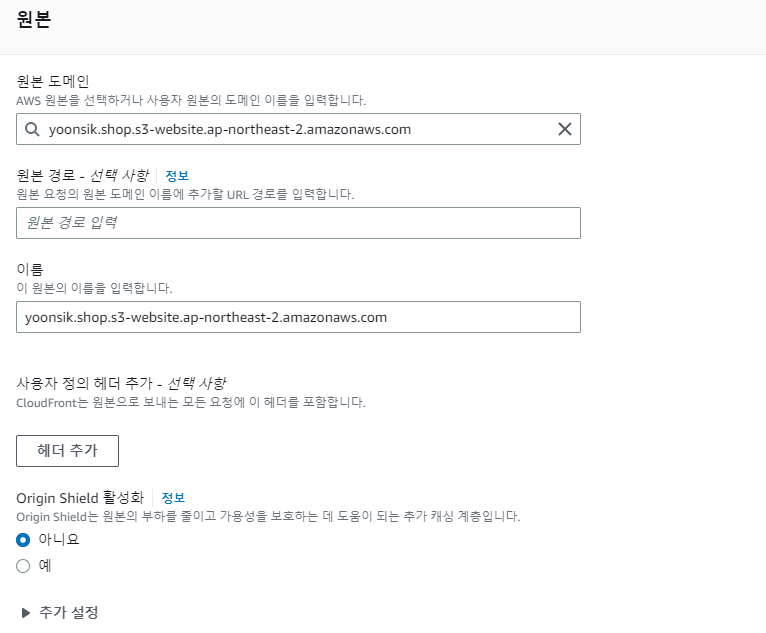 원본
원본 도메인
AWS 원본을 선택하거나 사용자 원본의 도메인 이름을 입력합니다.
yoonsik.shop.s3-website.ap-northeast-2.amazonaws.com
원본 경로 - 선택 사항 정보
원본 요청의 원본 도메인 이름에 추가할 URL 경로를 입력합니다.
원본 경로 입력
이름
이 원본의 이름을 입력합니다.
yoonsik.shop.s3-website.ap-northeast-2.amazonaws.com
사용자 정의 헤더 추가 - 선택 사항
CloudFront는 원본으로 보내는 모든 요청에 이 헤더를 포함합니다.
헤더 추가
Origin Shield 활성화 정보
Origin Shield는 원본의 부하를 줄이고 가용성을 보호하는 데 도움이 되는 추가 캐싱 계층입니다.
아니요
예
추가 설정